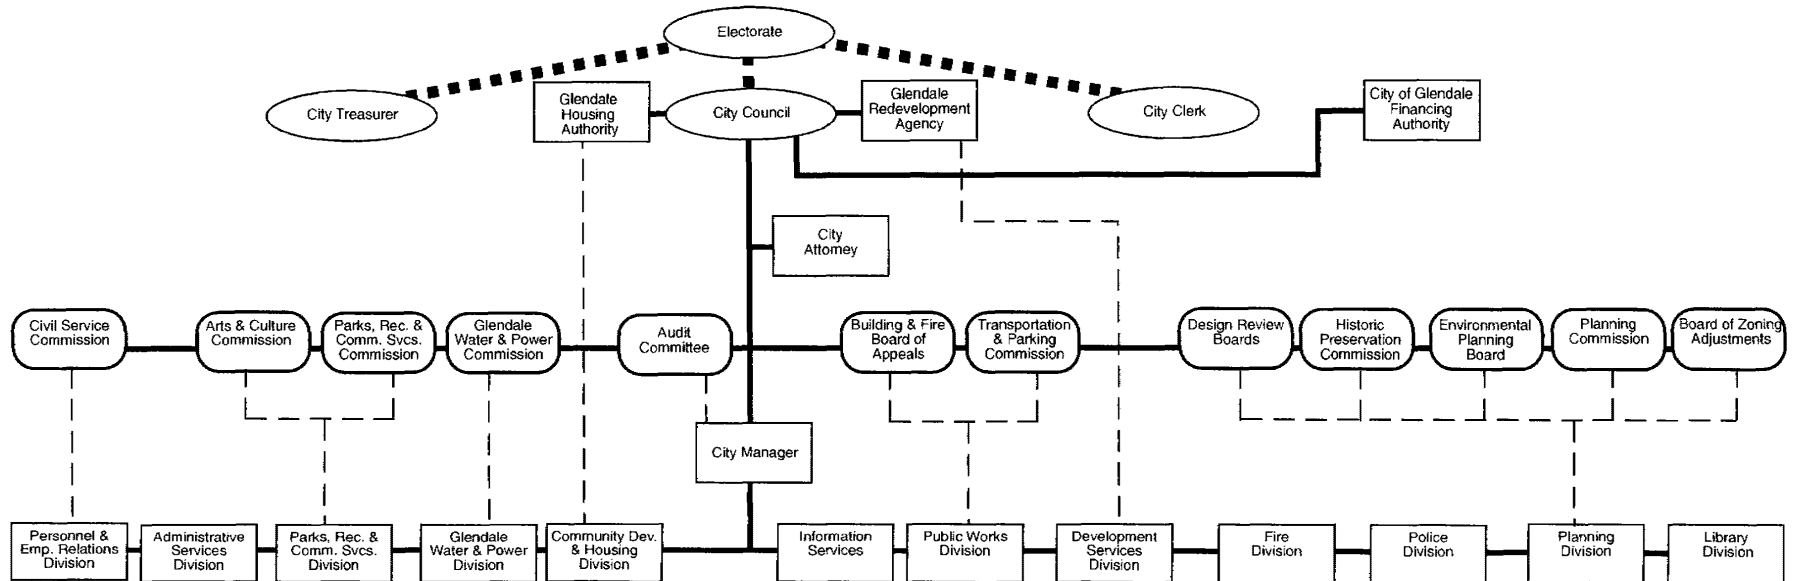 Electorate
City Treasurer
Glendale
Housing
Authority
City Council
Glendale
Redevelopment
Agency
City Clerk
City of Glendale
Financing
Authority
City
Attorney
Civil Service
Commission
Arts & Culture
Commission
Parks, Rec. &
Comm. Svcs.
Commission
Glendale
Water & Power
Commission
Audit
Committee
Building & Fire
Board of
Appeals
Transportation
& Parking
Commission
Design Review
Boards
Historic
Preservation
Commission
Environmental
Planning
Board
Planning
Commission
Board of Zoning
Adjustments
City Manager
Personnel &
Emp. Relations
Division
Administrative
Services
Division
Parks, Rec. &
Comm. Svcs.
Division
Glendale
Water & Power
Division
Community Dev.
& Housing
Division
Information
Services
Public Works
Division
Development
Services
Division
Fire
Division
Police
Division
Planning
Division
Library
Division